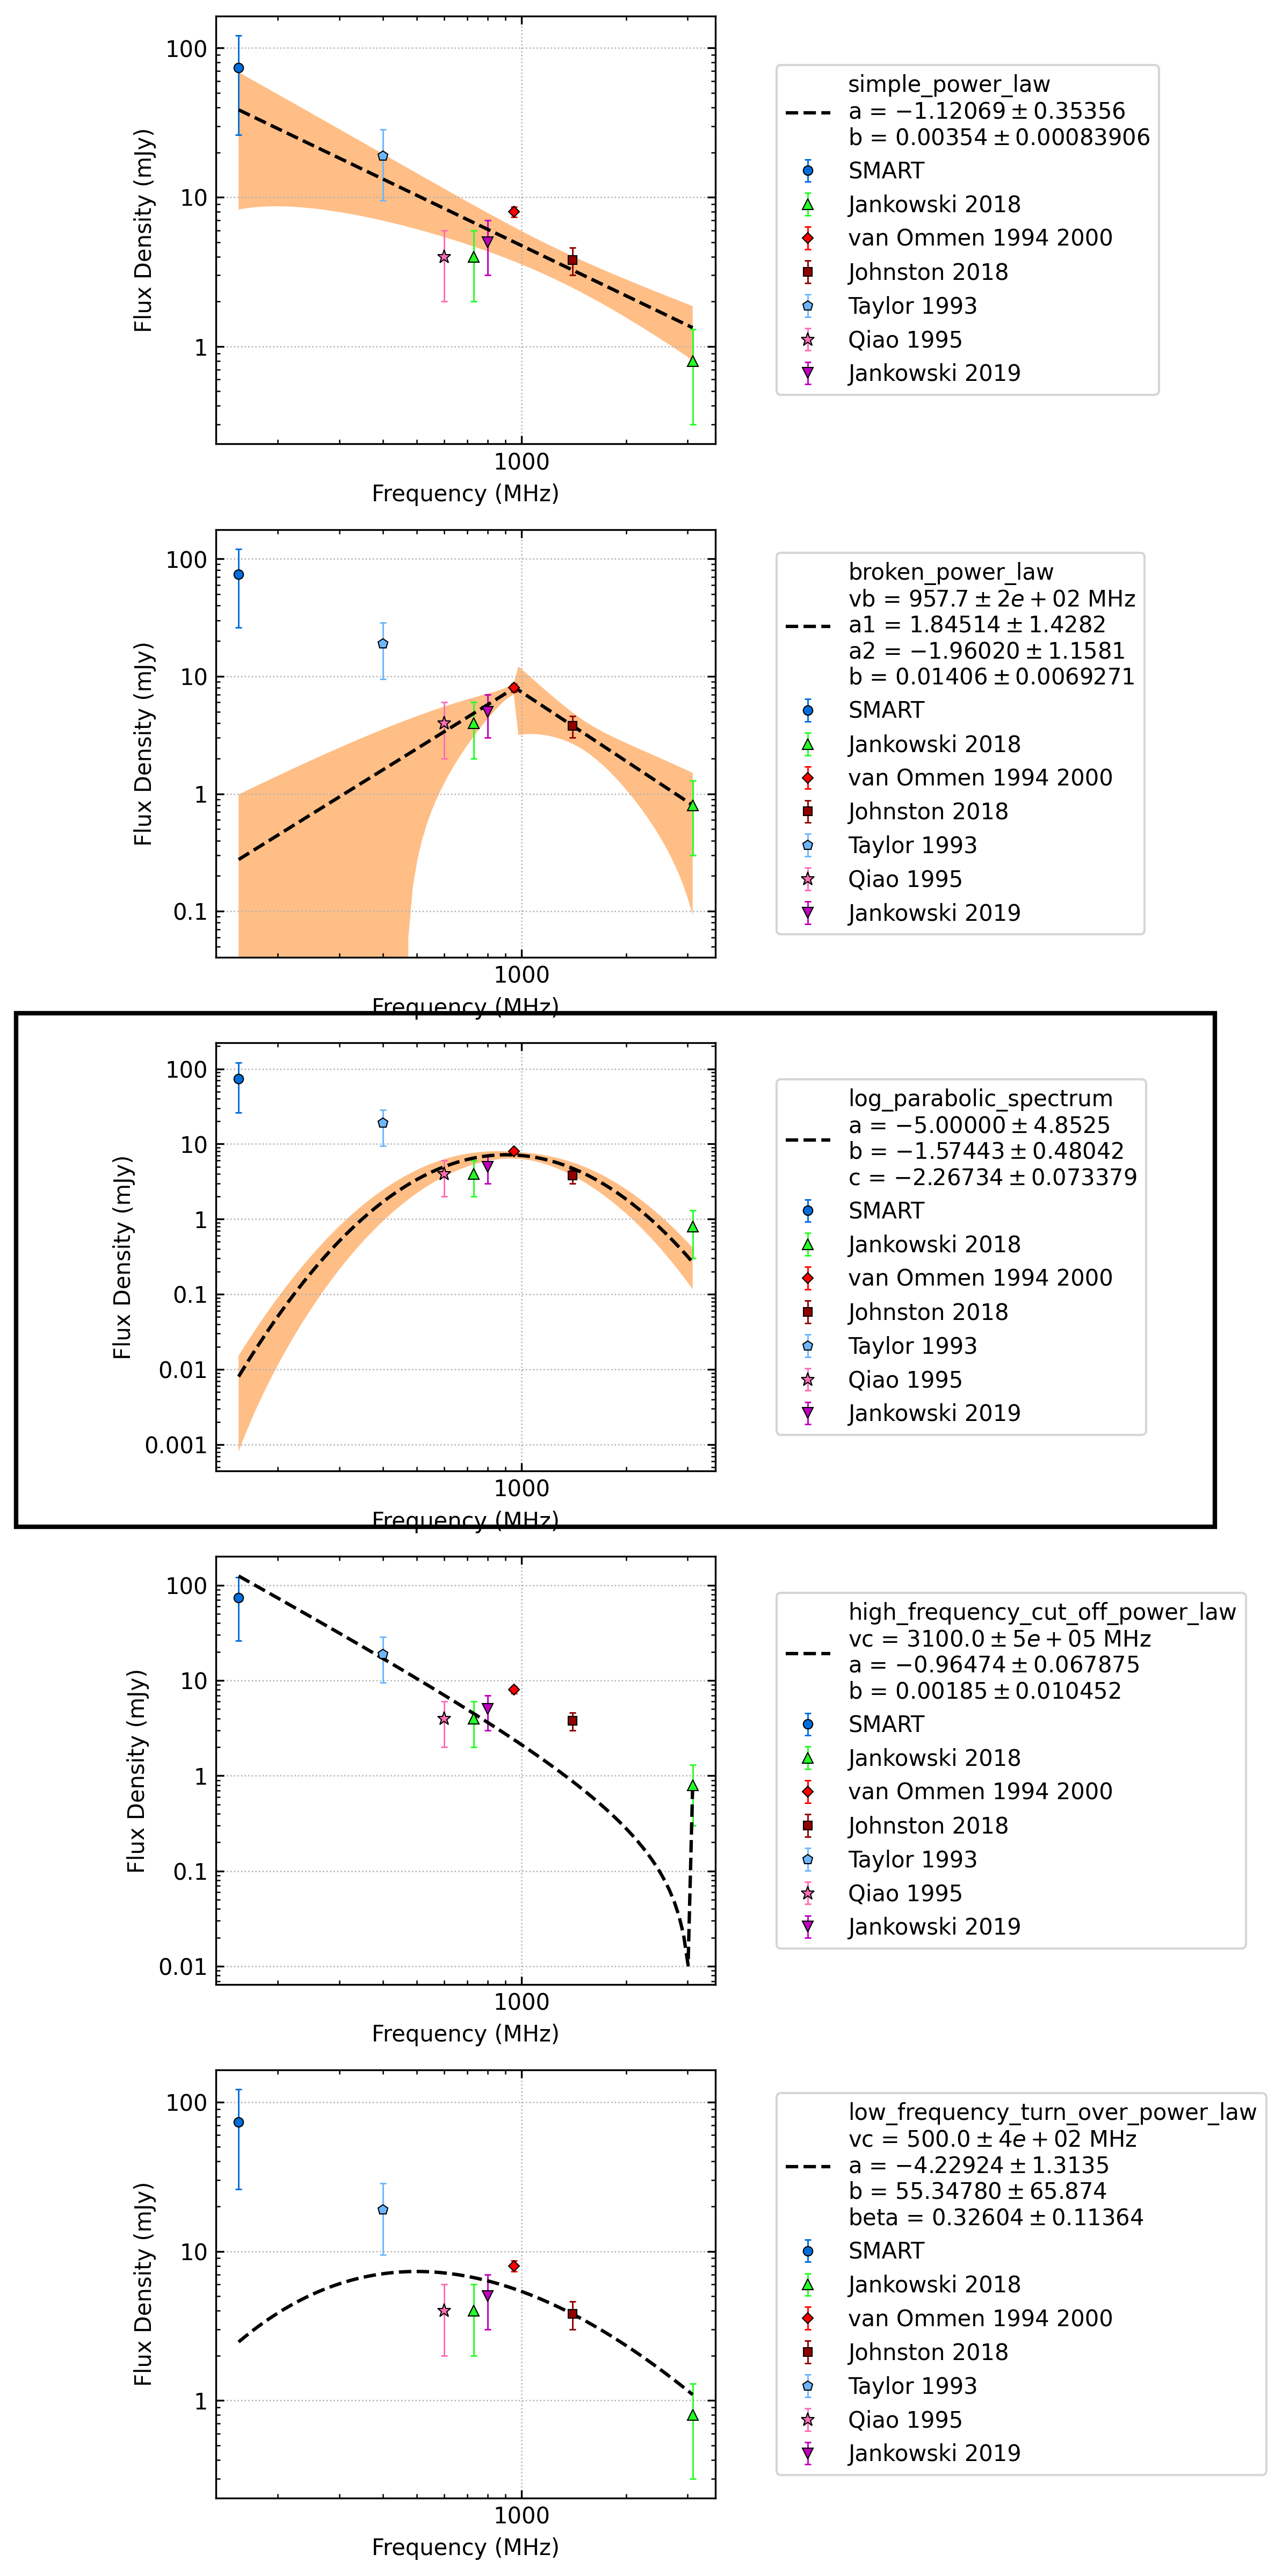 100
10
1
Flux Density (mJy)
1000
Frequency (MHz)
simple_power_law
a = −1.12069 ± 0.35356
b = 0.00354 ± 0.00083906
SMART
Jankowski 2018
van Ommen 1994 2000
Johnston 2018
Taylor 1993
Qiao 1995
Jankowski 2019
100
10
1
0.1
Flux Density (mJy)
1000
Frequency (MHz)
broken_power_law
vb = 957.7 ± 2e + 02 MHz
a1 = 1.84514 ± 1.4282
a2 = −1.96020 ± 1.1581
b = 0.01406 ± 0.0069271
SMART
Jankowski 2018
van Ommen 1994 2000
Johnston 2018
Taylor 1993
Qiao 1995
Jankowski 2019
100
10
1
0.1
0.01
0.001
Flux Density (mJy)
1000
Frequency (MHz)
log_parabolic_spectrum
a = −5.00000 ± 4.8525
b = −1.57443 ± 0.48042
c = −2.26734 ± 0.073379
SMART
Jankowski 2018
van Ommen 1994 2000
Johnston 2018
Taylor 1993
Qiao 1995
Jankowski 2019
100
10
1
0.1
0.01
Flux Density (mJy)
1000
Frequency (MHz)
high_frequency_cut_off_power_law
vc = 3100.0 ± 5e + 05 MHz
a = −0.96474 ± 0.067875
b = 0.00185 ± 0.010452
SMART
Jankowski 2018
van Ommen 1994 2000
Johnston 2018
Taylor 1993
Qiao 1995
Jankowski 2019
100
10
1
Flux Density (mJy)
1000
Frequency (MHz)
low_frequency_turn_over_power_law
vc = 500.0 ± 4e + 02 MHz
a = −4.22924 ± 1.3135
b = 55.34780 ± 65.874
beta = 0.32604 ± 0.11364
SMART
Jankowski 2018
van Ommen 1994 2000
Johnston 2018
Taylor 1993
Qiao 1995
Jankowski 2019